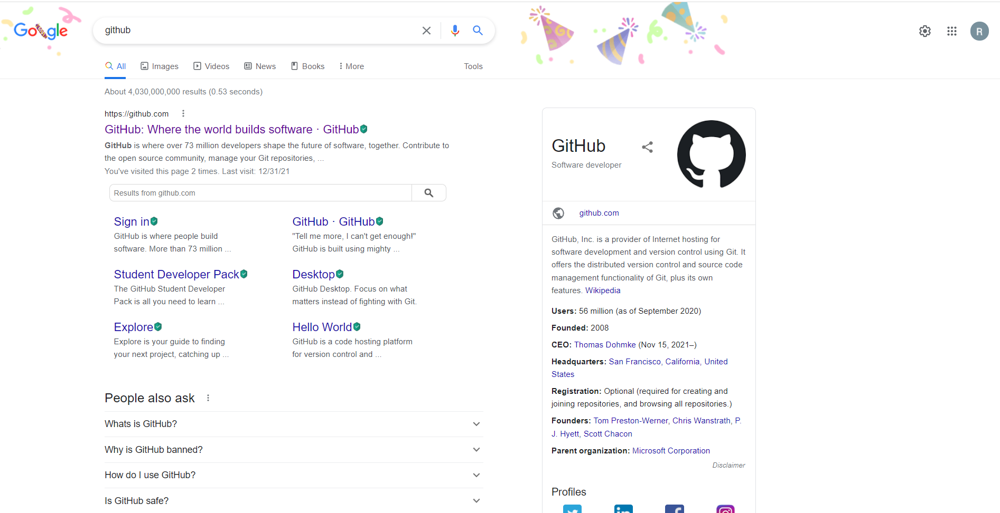 Google
github
R
All
Images
Videos
News
Books
More
Tools
About 4,030,000,000 results (0.53 seconds)
https://github.com
GitHub: Where the world builds software · GitHub
GitHub is where over 73 million developers shape the future of software, together. Contribute to
the open source community, manage your Git repositories, ...
You've visited this page 2 times. Last visit: 12/31/21
Results from github.com
Sign in
GitHub is where people build
software. More than 73 million ...
GitHub · GitHub
"Tell me more, I can't get enough!"
GitHub is built using mighty ...
Student Developer Pack
The GitHub Student Developer
Pack is all you need to learn ...
Desktop
GitHub Desktop. Focus on what
matters instead of fighting with Git.
Explore
Explore is your guide to finding
your next project, catching up ...
Hello World
GitHub is a code hosting platform
for version control and ...
People also ask
Whats is GitHub?
Why is GitHub banned?
How do I use GitHub?
Is GitHub safe?
GitHub
Software developer
github.com
GitHub, Inc. is a provider of Internet hosting for
software development and version control using Git. It
offers the distributed version control and source code
management functionality of Git, plus its own
features. Wikipedia
Users: 56 million (as of September 2020)
Founded: 2008
CEO: Thomas Dohmke (Nov 15, 2021–)
Headquarters: San Francisco, California, United
States
Registration: Optional (required for creating and
joining repositories, and browsing all repositories.)
Founders: Tom Preston-Werner, Chris Wanstrath, P.
J. Hyett, Scott Chacon
Parent organization: Microsoft Corporation
Disclaimer
Profiles